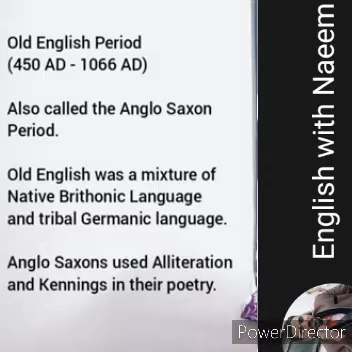 Old English Period
(450 AD - 1066 AD)
Also called the Anglo Saxon
Period.
Old English was a mixture of
Native Brithonic Language
and tribal Germanic language.
Anglo Saxons used Alliteration
and Kennings in their poetry.
English with Naeem
PowerDirector